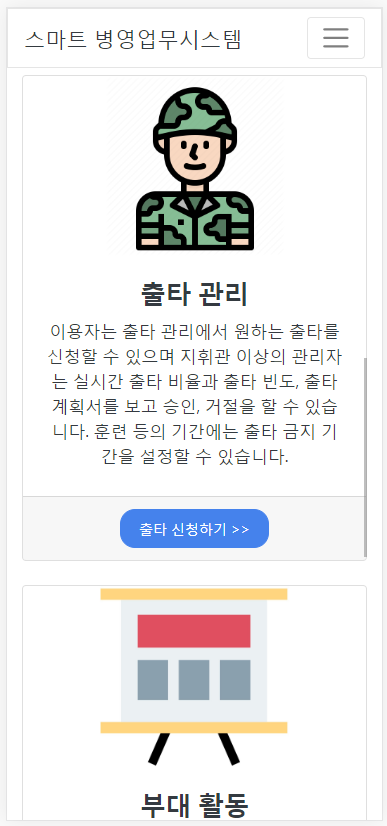 스마트 병영업무시스템
출타 관리
이용자는 출타 관리에서 원하는 출타를
신청할 수 있으며 지휘관 이상의 관리자
는 실시간 출타 비율과 출타 빈도, 출타
계획서를 보고 승인, 거절을 할 수 있습
니다. 훈련 등의 기간에는 출타 금지 기
간을 설정할 수 있습니다.
출타 신청하기 >>
부대 활동